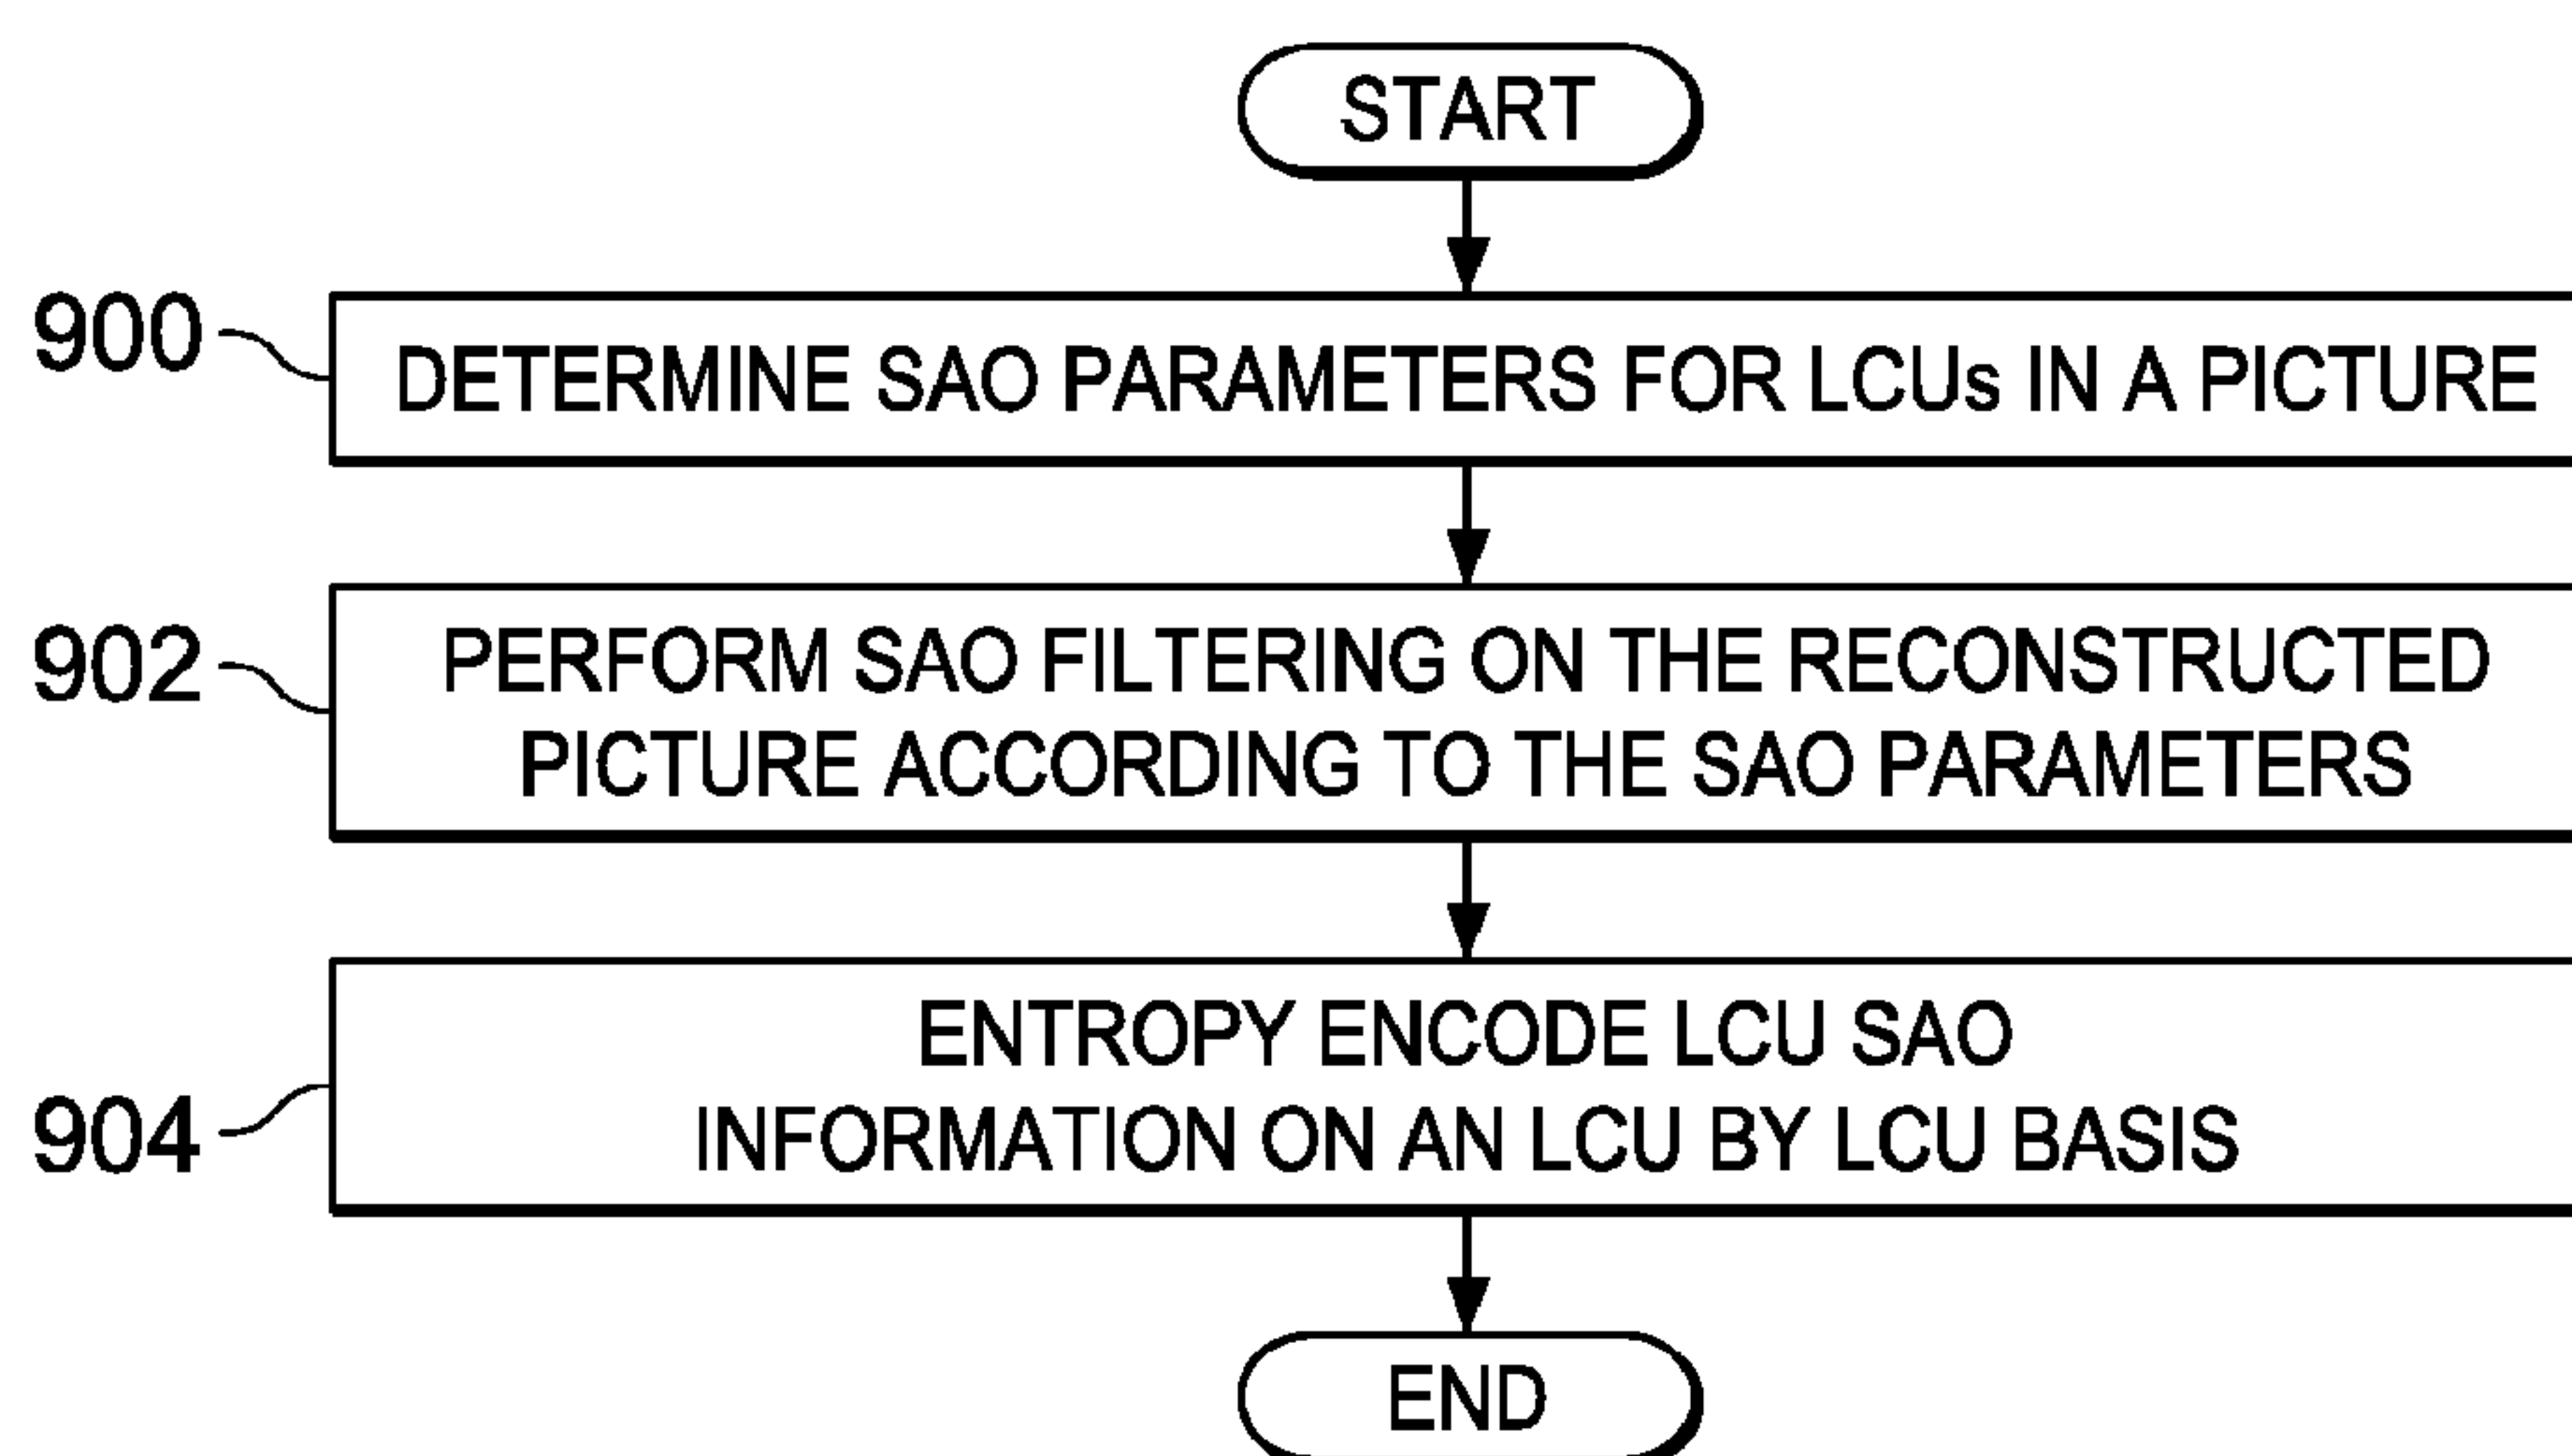 START
900
DETERMINE SAO PARAMETERS FOR LCUs IN A PICTURE
902
PERFORM SAO FILTERING ON THE RECONSTRUCTED
PICTURE ACCORDING TO THE SAO PARAMETERS
904
ENTROPY ENCODE LCU SAO
INFORMATION ON AN LCU BY LCU BASIS
END